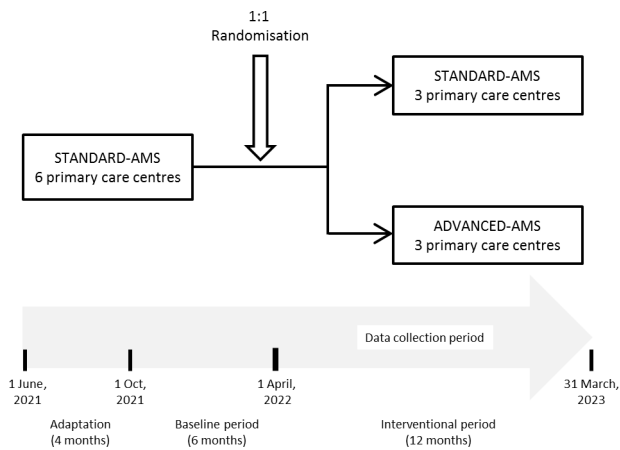 1:1
Randomisation
STANDARD-AMS
3 primary care centres
STANDARD-AMS
6 primary care centres
ADVANCED-AMS
3 primary care centres
Data collection period
1 June,
2021
1 Oct,
2021
1 April,
2022
31 March,
2023
Adaptation
(4 months)
Baseline period
(6 months)
Interventional period
(12 months)